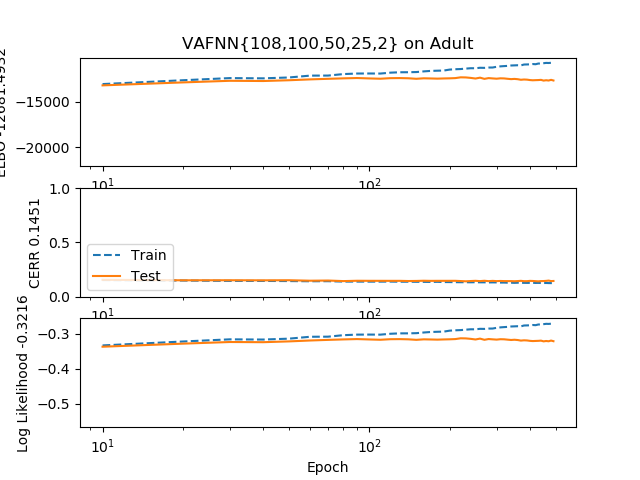 VAFNN{108,100,50,25,2} on Adult
ELBO -12681.4952
−15000
−20000
10¹
10²
CERR 0.1451
1.0
0.5
0.0
Train
Test
10¹
10²
Log Likelihood -0.3216
−0.3
−0.4
−0.5
10¹
10²
Epoch